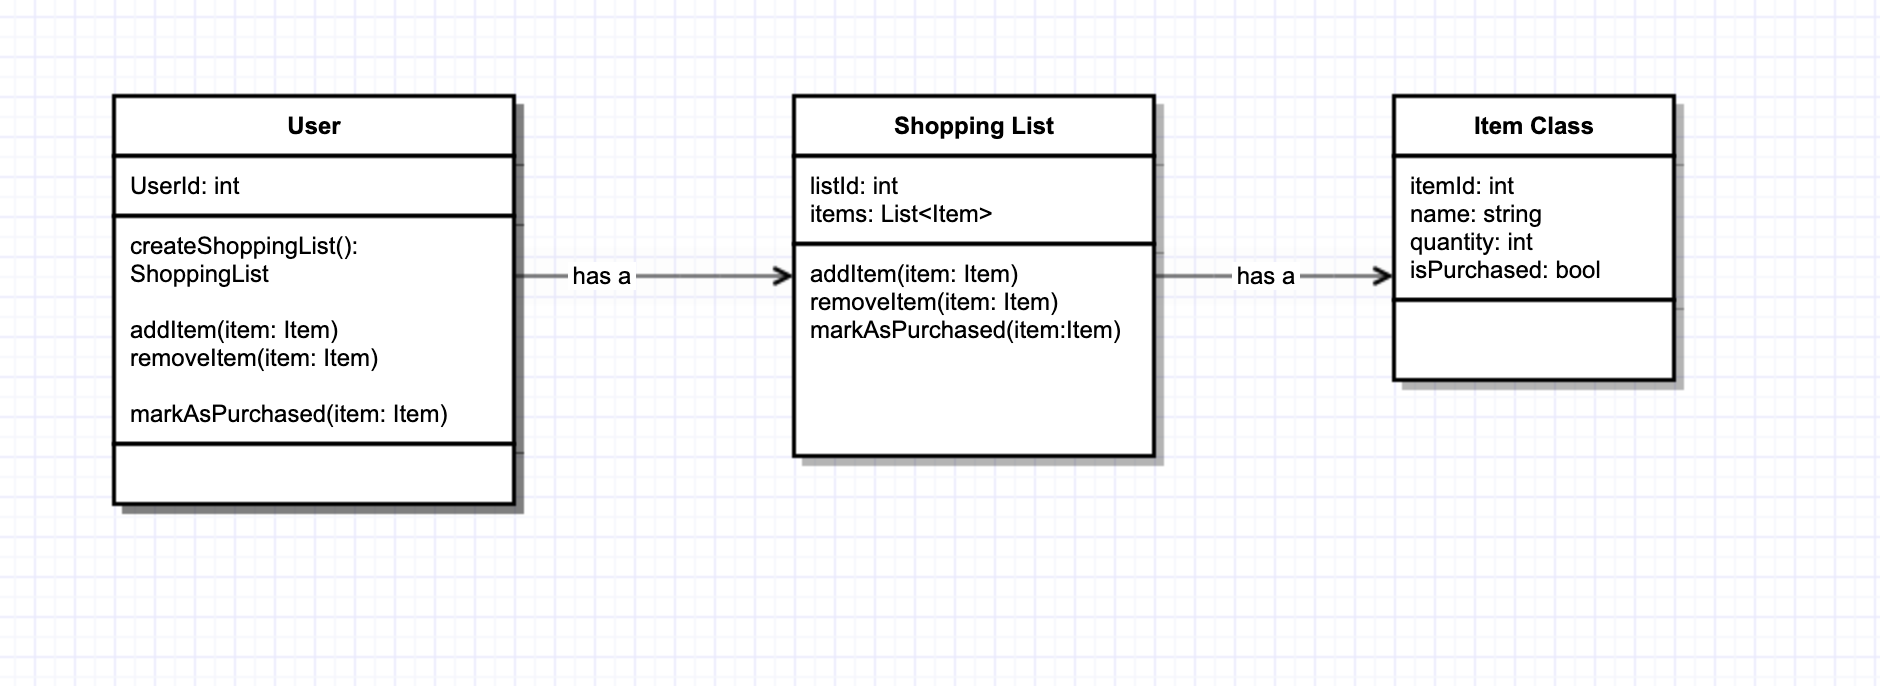 User
UserId: int
createShoppingList():
ShoppingList
addItem(item: Item)
removeItem(item: Item)
markAsPurchased(item: Item)
has a
Shopping List
listId: int
items: List<Item>
addItem(item: Item)
removeItem(item: Item)
markAsPurchased(item:Item)
has a
Item Class
itemId: int
name: string
quantity: int
isPurchased: bool